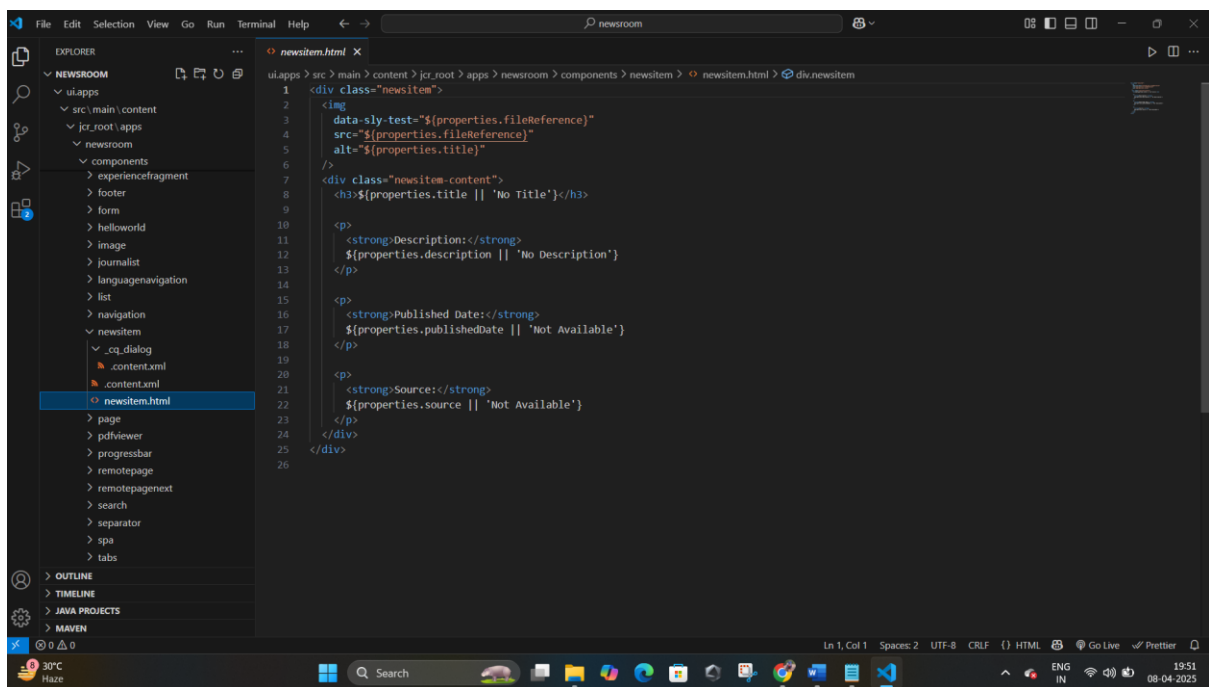 File Edit Selection View Go Run Terminal Help
newsroom
EXPLORER
newsitem.html
NEWSROOM
ui.apps
src\main\content
jcr_root\apps
newsroom
components
experiencefragment
footer
form
helloworld
image
journalist
languagenavigation
list
navigation
newsitem
_cq_dialog
.content.xml
.content.xml
newsitem.html
page
pdfviewer
progressbar
remotepage
remotepagenext
search
separator
spa
tabs
OUTLINE
TIMELINE
JAVA PROJECTS
MAVEN
ui.apps > src > main > content > jcr_root > apps > newsroom > components > newsitem > newsitem.html > div.newsitem
1 <div class="newsitem">
2 <img
3 data-sly-test="${properties.fileReference}"
4 src="${properties.fileReference}"
5 alt="${properties.title}"
6 />
7 <div class="newsitem-content">
8 <h3>${properties.title || 'No Title'}</h3>
9
10 <p>
11 <strong>Description:</strong>
12 ${properties.description || 'No Description'}
13 </p>
14
15 <p>
16 <strong>Published Date:</strong>
17 ${properties.publishedDate || 'Not Available'}
18 </p>
19
20 <p>
21 <strong>Source:</strong>
22 ${properties.source || 'Not Available'}
23 </p>
24 </div>
25 </div>
26
2
0 0
Ln 1, Col 1 Spaces: 2 UTF-8 CRLF {} HTML Go Live Prettier
8
30°C
Haze
Search
ENG
IN
19:51
08-04-2025